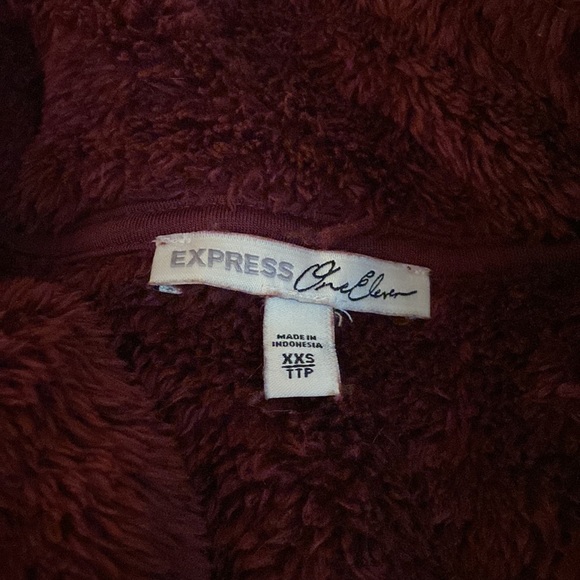 EXPRESS One Eleven
MADE IN
INDONESIA
XXS
TTP